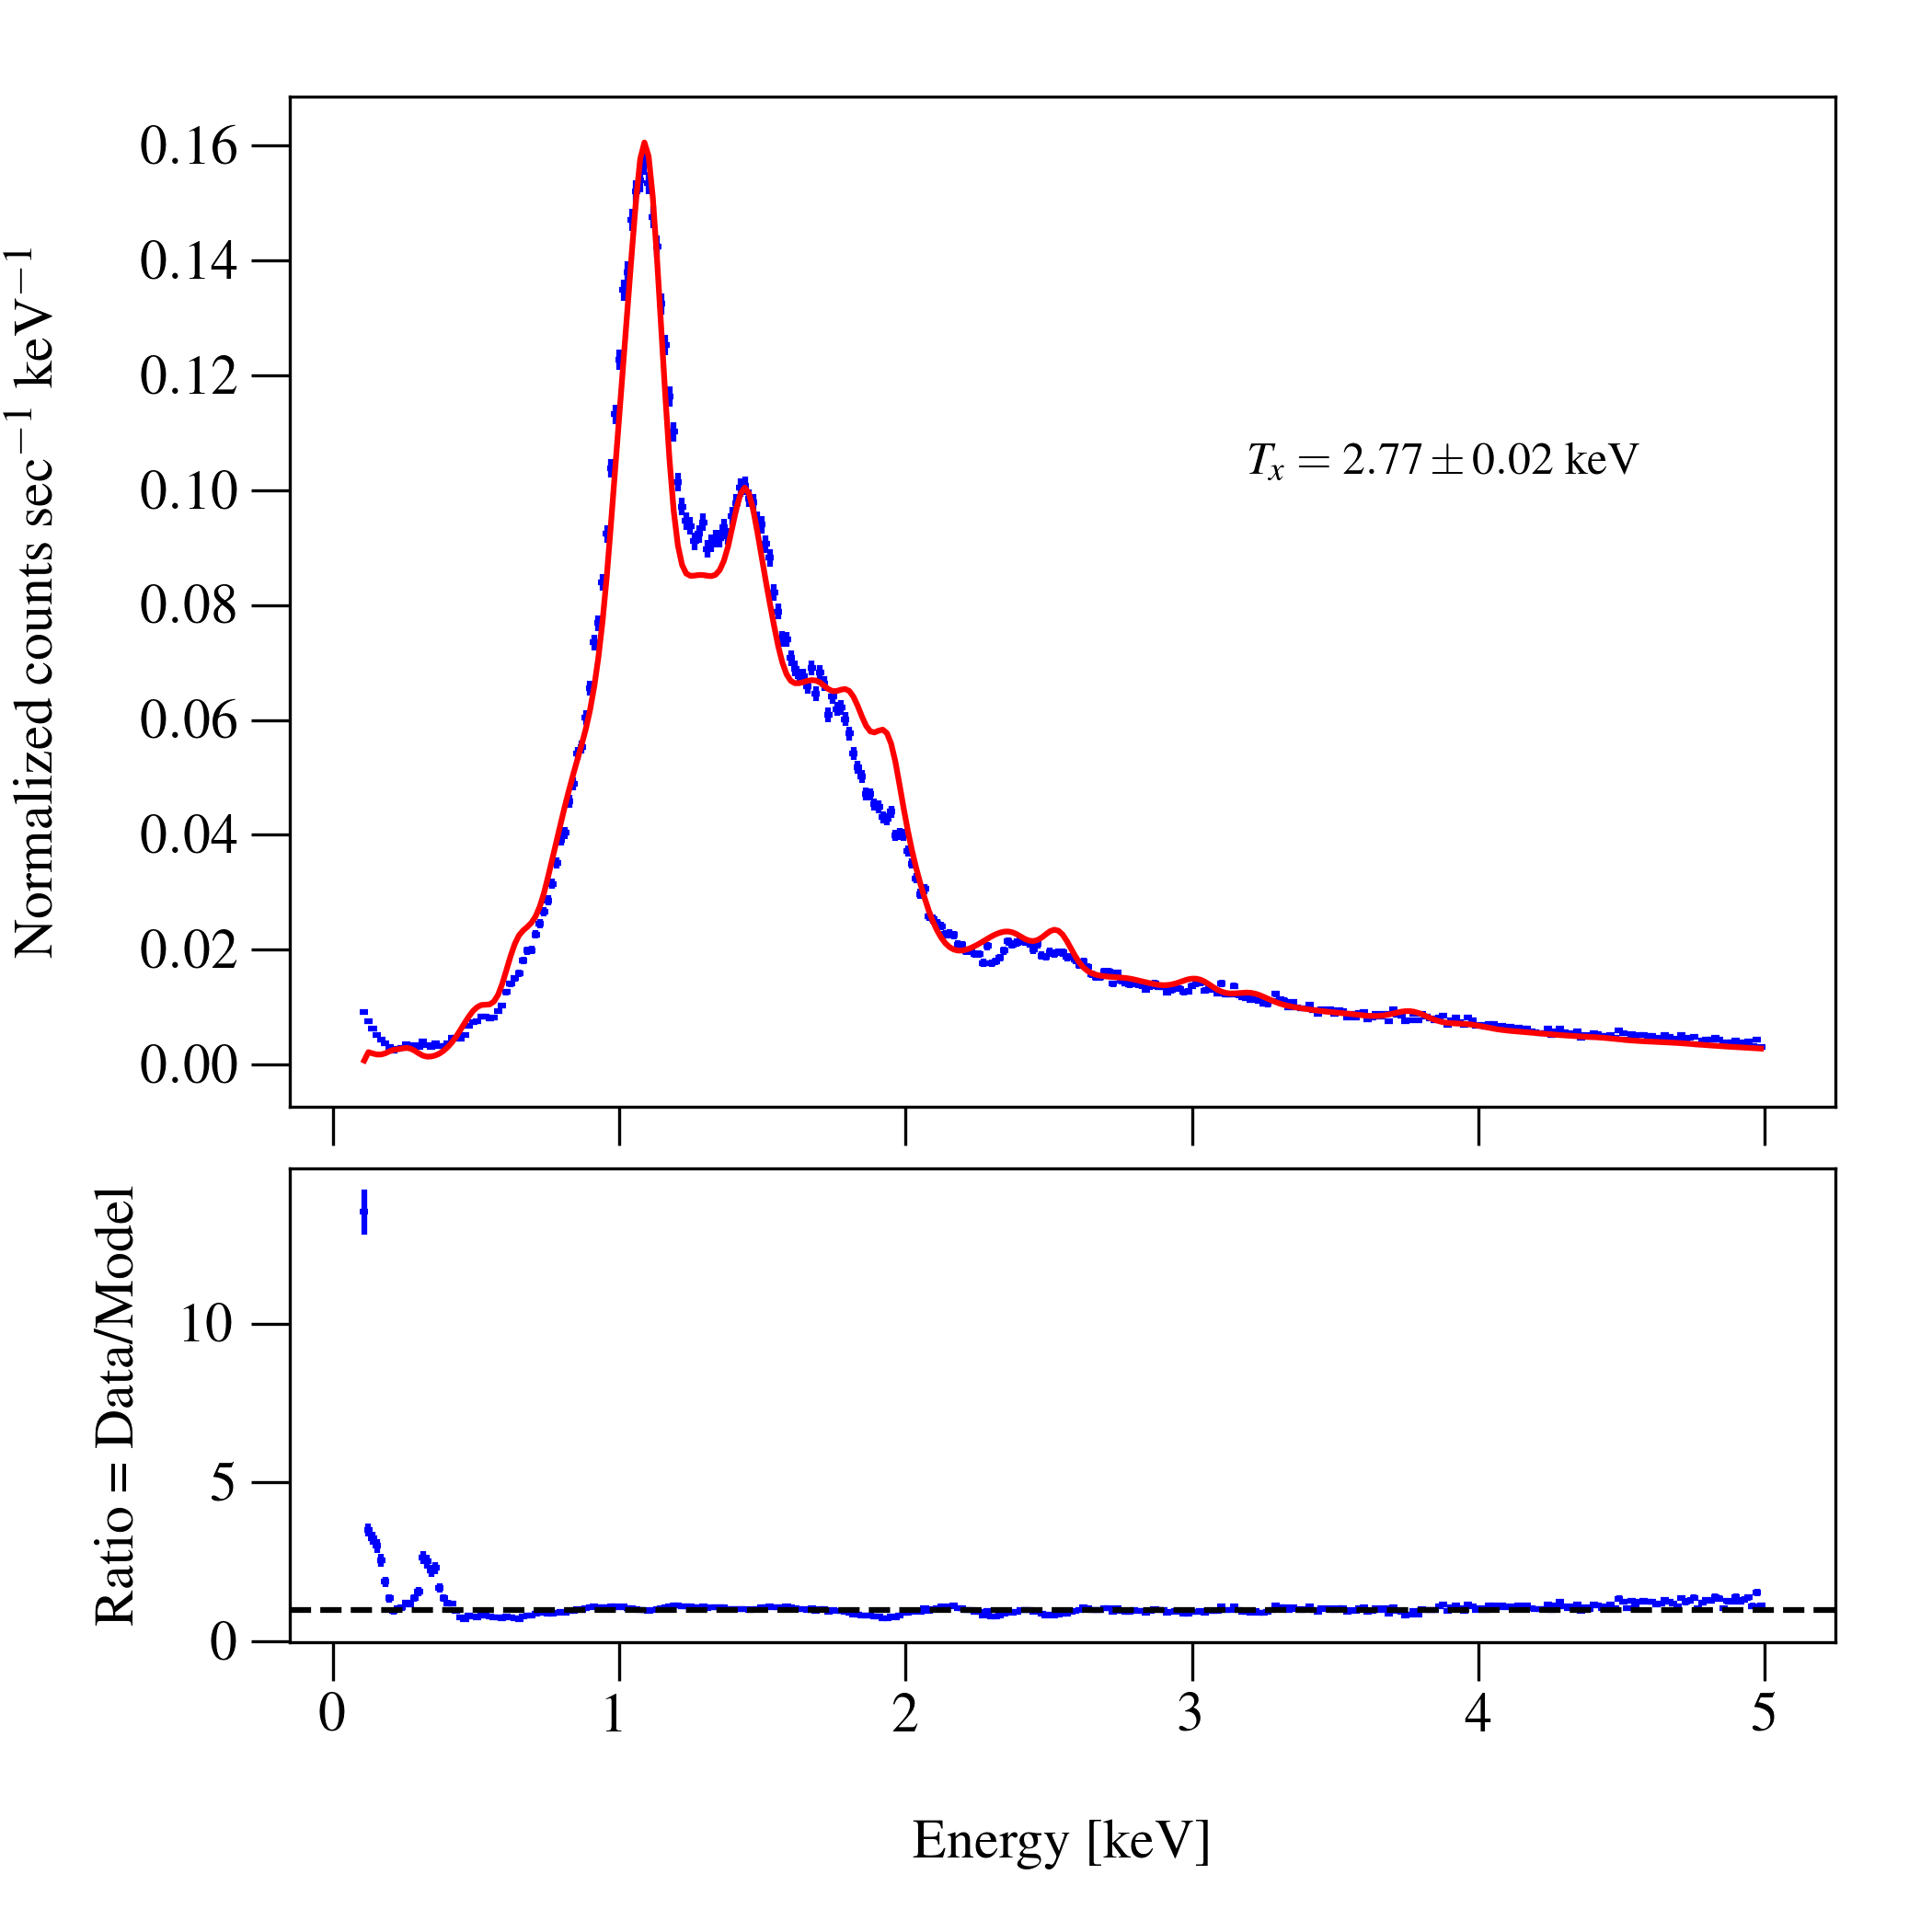 Normalized counts sec⁻¹ keV⁻¹
0.16
0.14
0.12
0.10
0.08
0.06
0.04
0.02
0.00
Tₓ = 2.77±0.02 keV
Ratio = Data/Model
10
5
0
0 1 2 3 4 5
Energy [keV]